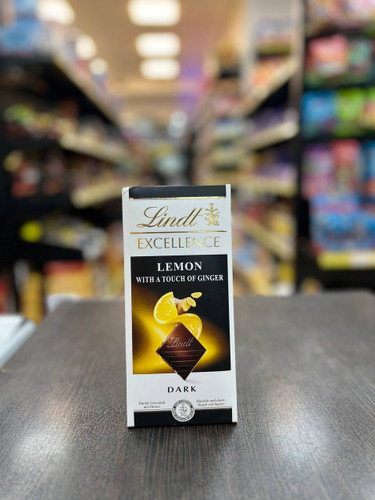 Lindt
EXCELLENCE
LEMON
WITH A TOUCH OF GINGER
Lindt
DARK